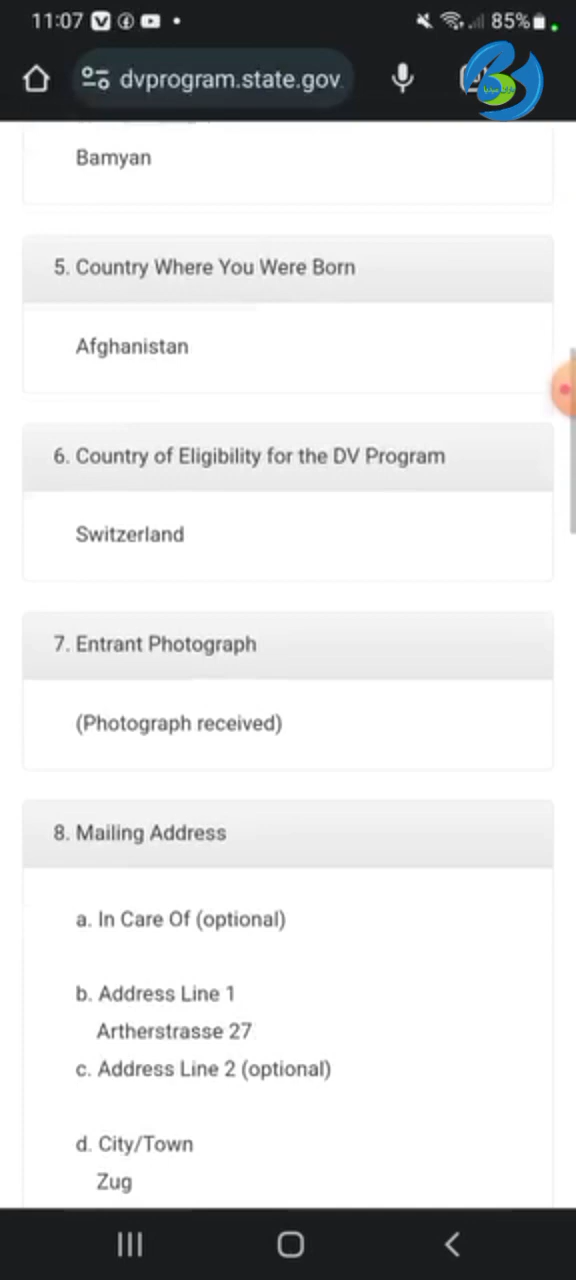 11:07
85%
dvprogram.state.gov
Bamyan
5. Country Where You Were Born
Afghanistan
6. Country of Eligibility for the DV Program
Switzerland
7. Entrant Photograph
(Photograph received)
8. Mailing Address
a. In Care Of (optional)
b. Address Line 1
Artherstrasse 27
c. Address Line 2 (optional)
d. City/Town
Zug